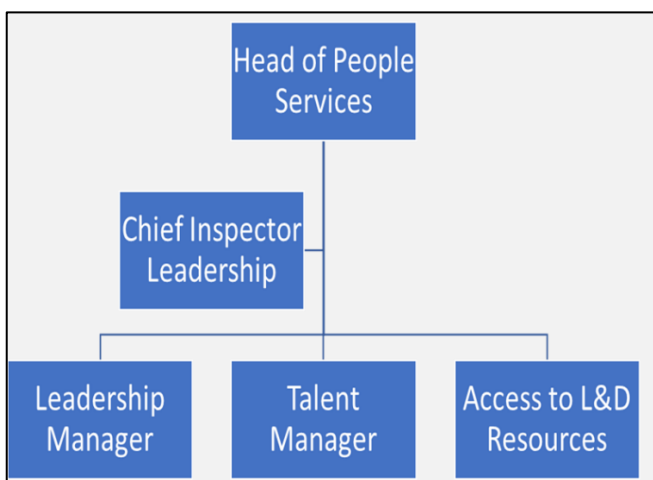 Head of People
Services
Chief Inspector
Leadership
Leadership
Manager
Talent
Manager
Access to L&D
Resources